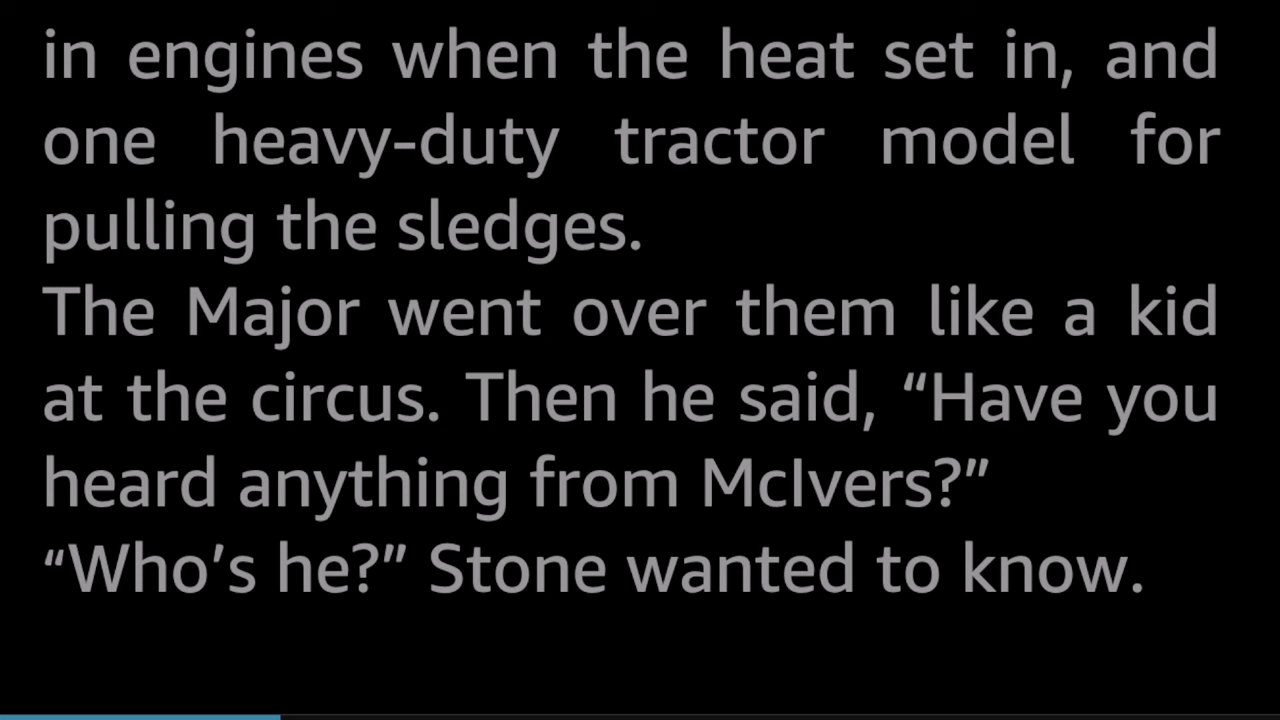 in engines when the heat set in, and
one heavy-duty tractor model for
pulling the sledges.
The Major went over them like a kid
at the circus. Then he said, “Have you
heard anything from McIvers?”
“Who’s he?” Stone wanted to know.